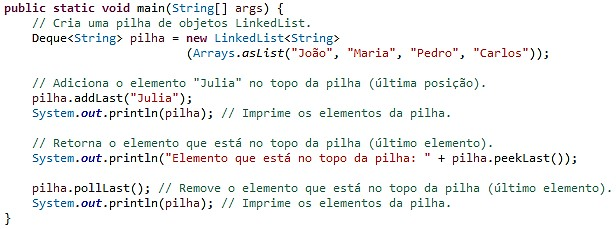 public static void main(String[] args) {
// Cria uma pilha de objetos LinkedList.
Deque<String> pilha = new LinkedList<String>
(Arrays.asList("João", "Maria", "Pedro", "Carlos"));
// Adiciona o elemento "Julia" no topo da pilha (última posição).
pilha.addLast("Julia");
System.out.println(pilha); // Imprime os elementos da pilha.
// Retorna o elemento que está no topo da pilha (último elemento).
System.out.println("Elemento que está no topo da pilha: " + pilha.peekLast());
pilha.pollLast(); // Remove o elemento que está no topo da pilha (último elemento).
System.out.println(pilha); // Imprime os elementos da pilha.
}